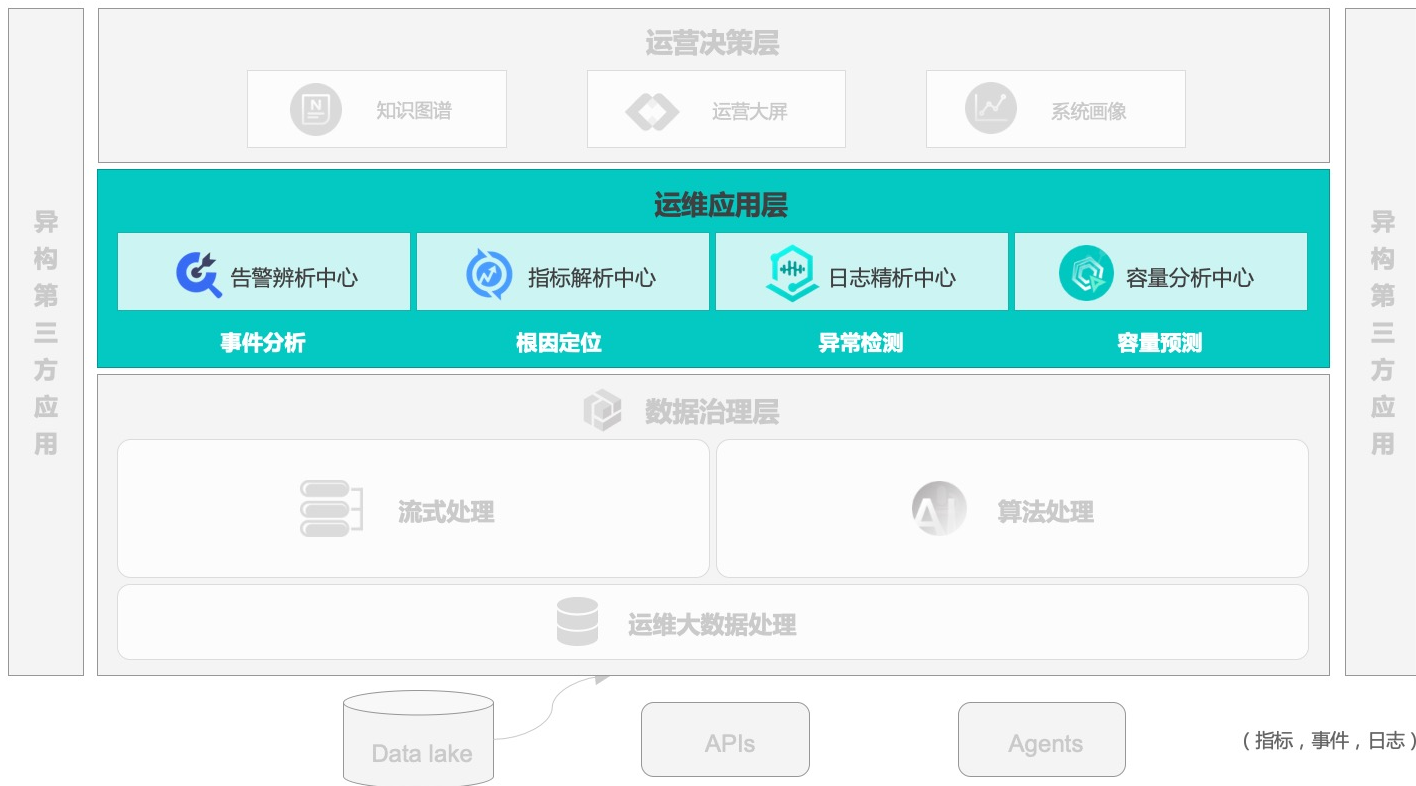 运营决策层
N
知识图谱
运营大屏
系统画像
异构第三方应用
运维应用层
告警辨析中心
指标解析中心
日志精析中心
容量分析中心
事件分析
根因定位
异常检测
容量预测
异构第三方应用
数据治理层
流式处理
AI
算法处理
运维大数据处理
Data lake
APIs
Agents
（指标，事件，日志）